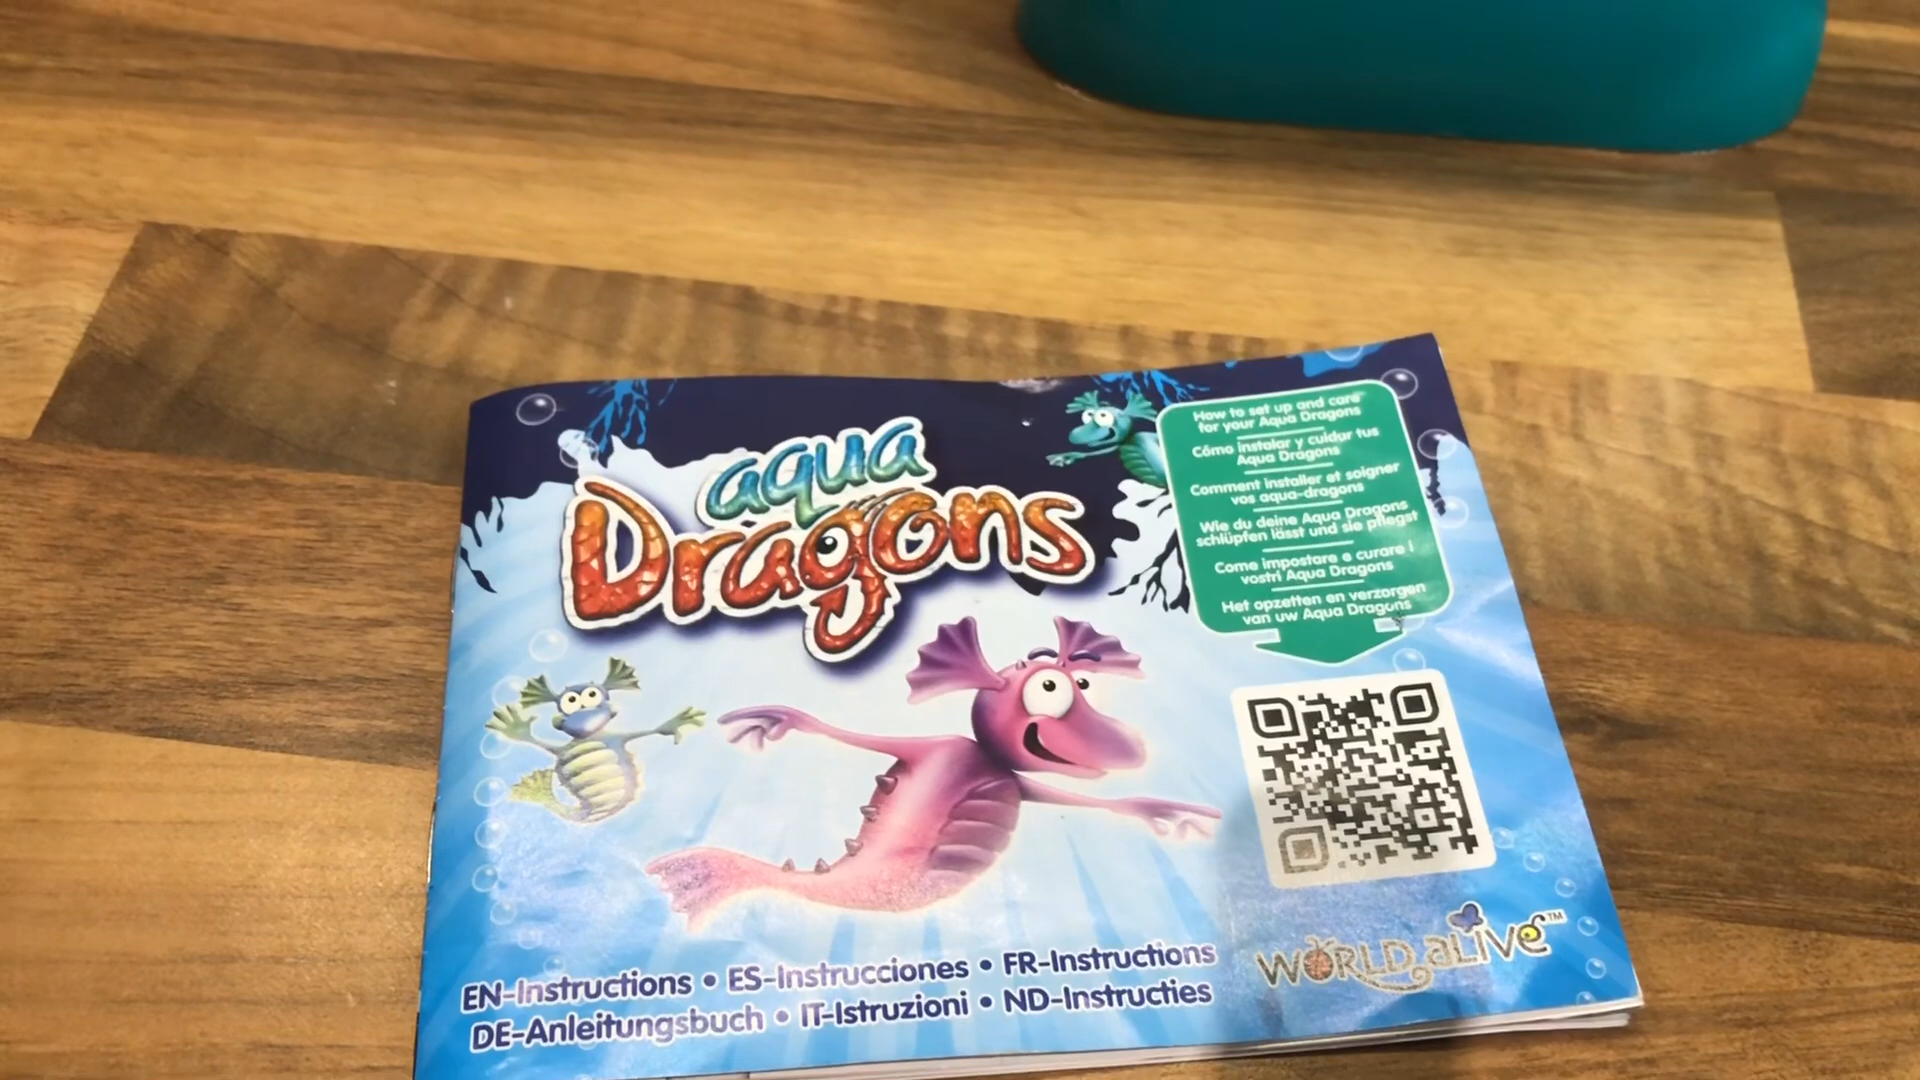 aqua
Dragons
How to set up and care
for your Aqua Dragons
Cómo instalar y cuidar tus
Aqua Dragons
Comment installer et soigner
vos aqua-dragons
Wie du deine Aqua Dragons
schlüpfen lässt und sie pflegst
Come impostare e curare i
vostri Aqua Dragons
Het opzetten en verzorgen
van uw Aqua Dragons
EN-Instructions • ES-Instrucciones • FR-Instructions
DE-Anleitungsbuch • IT-Istruzioni • ND-Instructies
WORLD aLIVe™